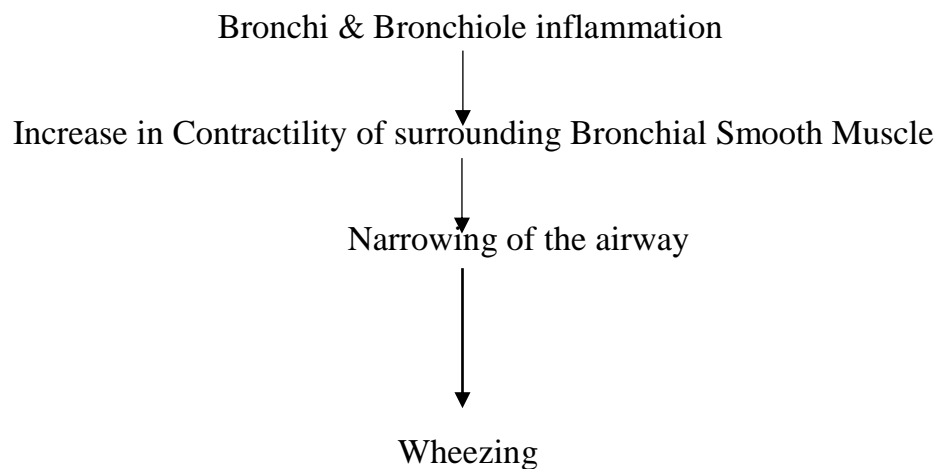 Bronchi & Bronchiole inflammation
Increase in Contractility of surrounding Bronchial Smooth Muscle
Narrowing of the airway
Wheezing